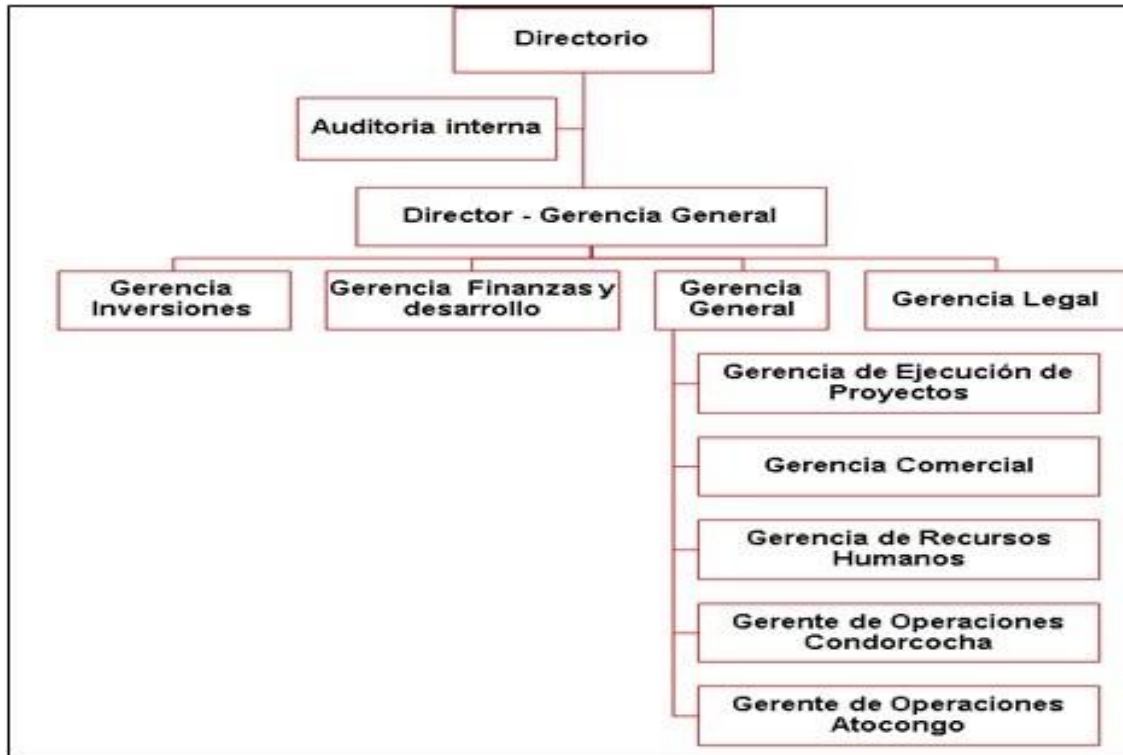 Directorio
Auditoria interna
Director - Gerencia General
Gerencia
Inversiones
Gerencia Finanzas y
desarrollo
Gerencia
General
Gerencia Legal
Gerencia de Ejecución de
Proyectos
Gerencia Comercial
Gerencia de Recursos
Humanos
Gerente de Operaciones
Condorcocha
Gerente de Operaciones
Atocongo